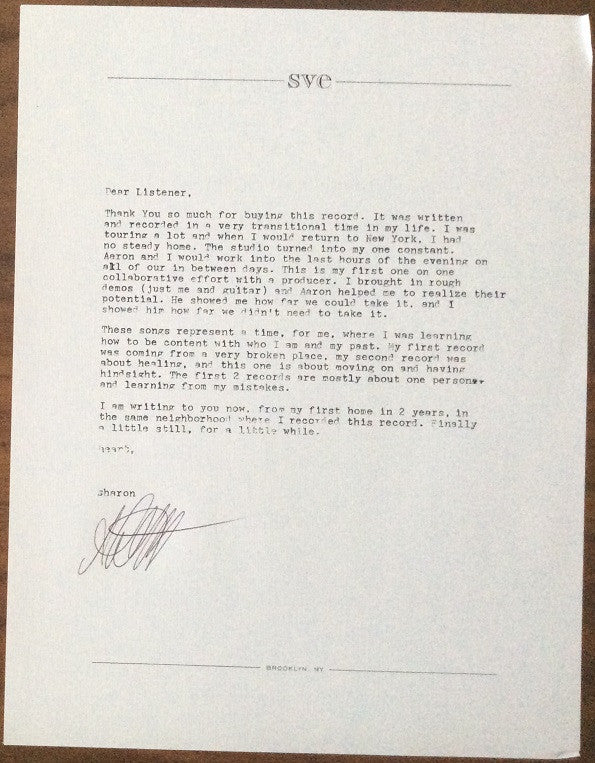 sve
Dear Listener,
Thank You so much for buying this record. It was written
and recorded in a very transitional time in my life. I was
touring a lot and when I would return to New York, I had
no steady home. The studio turned into my one constant.
Aaron and I would work into the last hours of the evening on
all of our in between days. This is my first one on one
collaborative effort with a producer. I brought in rough
demos (just me and guitar) and Aaron helped me to realize their
potential. He showed me how far we could take it, and I
showed him how far we didn't need to take it.
These songs represent a time, for me, where I was learning
how to be content with who I am and my past. My first record
was coming from a very broken place, my second record was
about healing, and this one is about moving on and having
hindsight. The first 2 records are mostly about one person
and learning from my mistakes.
I am writing to you now, from my first home in 2 years, in
the same neighborhood where I recorded this record. Finally
a little still, for a little while.
heart,
sharon
BROOKLYN, NY